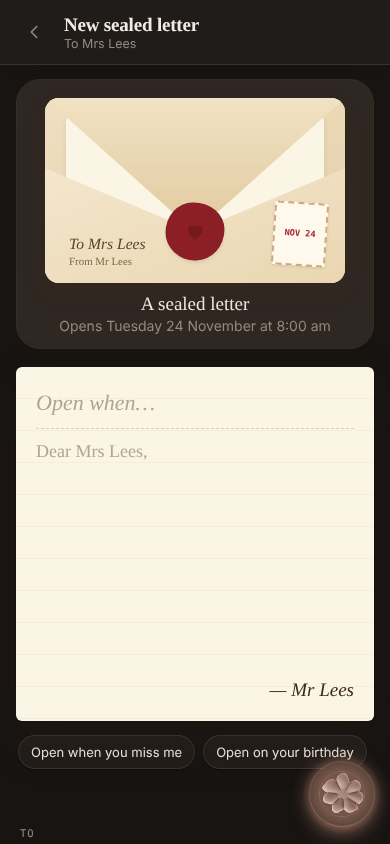 New sealed letter
To Mrs Lees
To Mrs Lees
From Mr Lees
NOV 24
A sealed letter
Opens Tuesday 24 November at 8:00 am
Open when…
Dear Mrs Lees,
— Mr Lees
Open when you miss me
Open on your birthday
TO